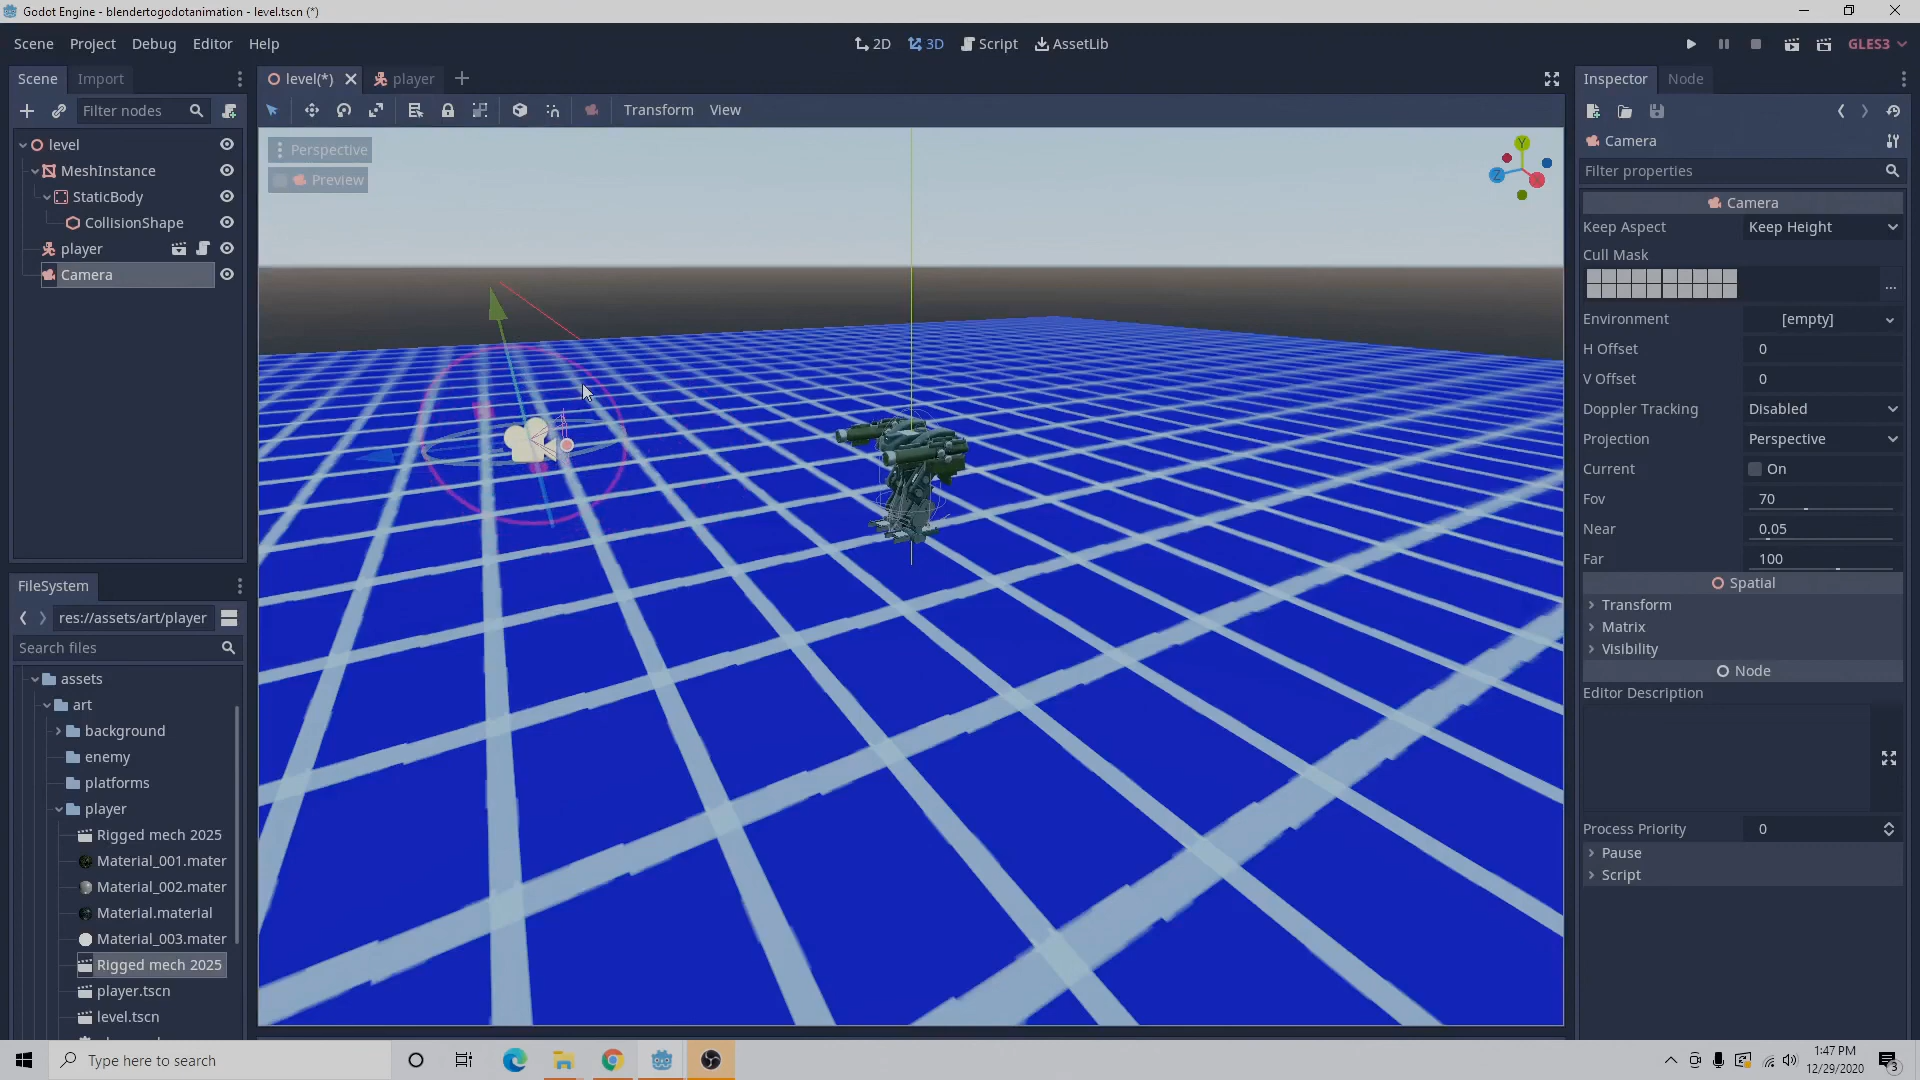 Godot Engine - blendertogodotanimation - level.tscn (*)
Scene Project Debug Editor Help
2D 3D Script AssetLib
GLES3
Scene Import
level(*) player
Inspector Node
Filter nodes
Transform View
level
MeshInstance
StaticBody
CollisionShape
player
Camera
Perspective
Preview
Y
Z
X
FileSystem
res://assets/art/player
Search files
assets
art
background
enemy
platforms
player
Rigged mech 2025
Material_001.mater
Material_002.mater
Material.material
Material_003.mater
Rigged mech 2025
player.tscn
level.tscn
Camera
Filter properties
Camera
Keep Aspect Keep Height
Cull Mask
...
Environment [empty]
H Offset 0
V Offset 0
Doppler Tracking Disabled
Projection Perspective
Current On
Fov 70
Near 0.05
Far 100
Spatial
Transform
Matrix
Visibility
Node
Editor Description
Process Priority 0
Pause
Script
Type here to search
1:47 PM
12/29/2020
3